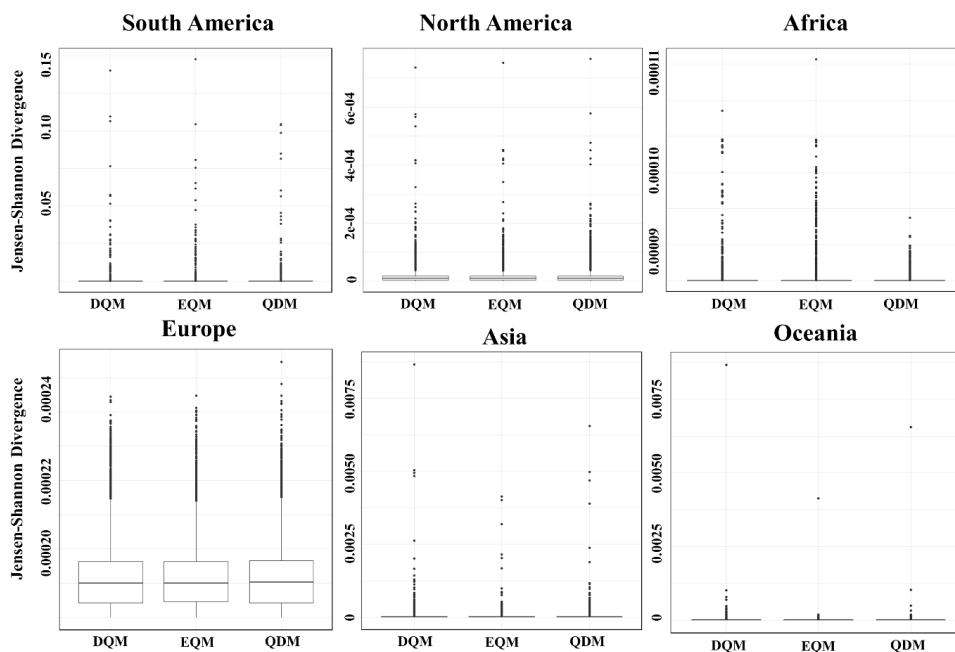 South America
North America
Africa
Jensen-Shannon Divergence
0.15
0.10
0.05
6e-04
4e-04
2e-04
0
0.00011
0.00010
0.00009
DQM EQM QDM
DQM EQM QDM
DQM EQM QDM
Europe
Asia
Oceania
Jensen-Shannon Divergence
0.00024
0.00022
0.00020
0.0075
0.0050
0.0025
0
0.0075
0.0050
0.0025
0
DQM EQM QDM
DQM EQM QDM
DQM EQM QDM